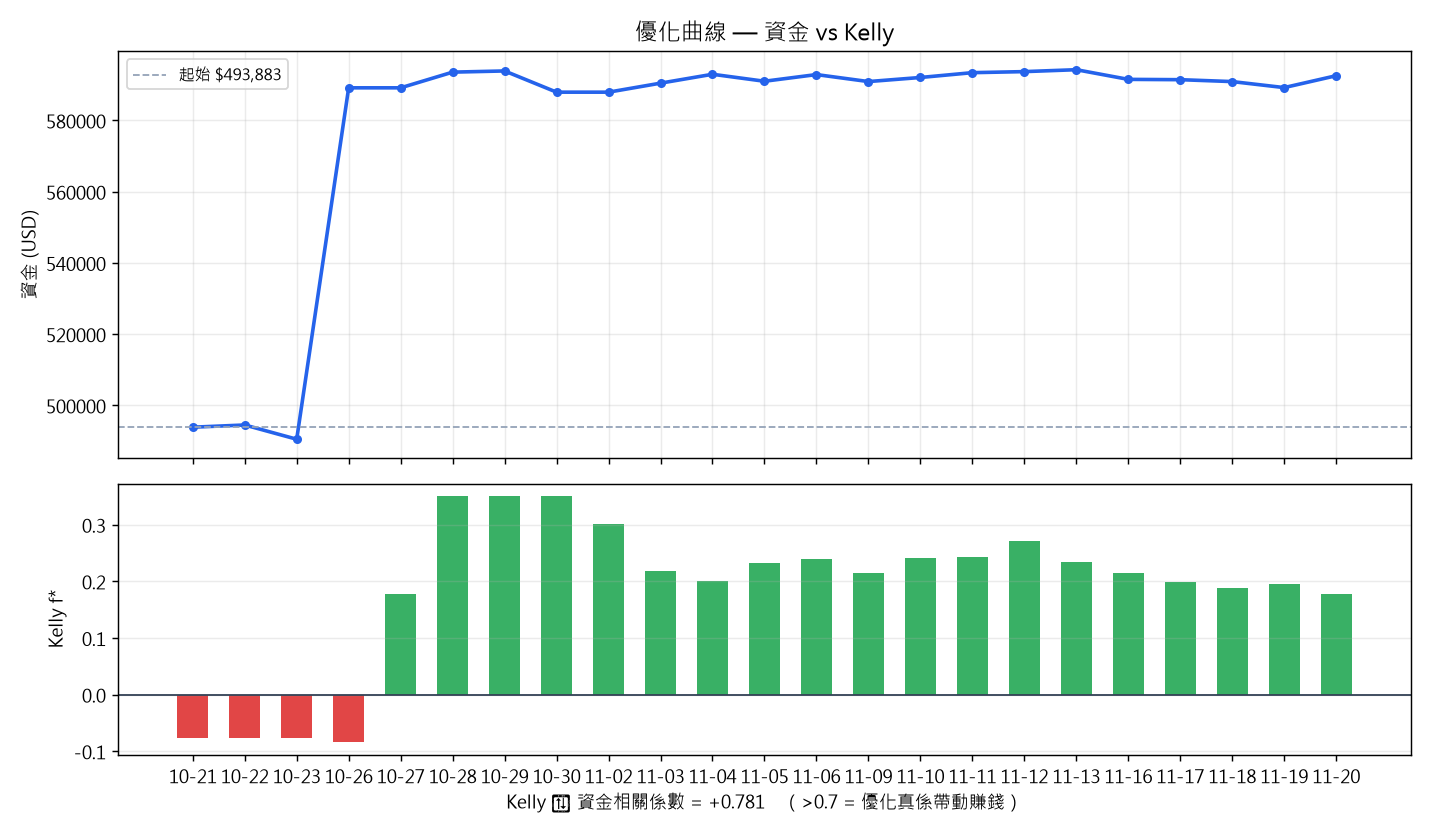 優化曲線 — 資金 vs Kelly
起始 $493,883
資金 (USD)
580000
560000
540000
520000
500000
Kelly f*
0.3
0.2
0.1
0.0
-0.1
10-21 10-22 10-23 10-26 10-27 10-28 10-29 10-30 11-02 11-03 11-04 11-05 11-06 11-09 11-10 11-11 11-12 11-13 11-16 11-17 11-18 11-19 11-20
Kelly ⇅ 資金相關係數 = +0.781 ( >0.7 = 優化真係帶動賺錢 )